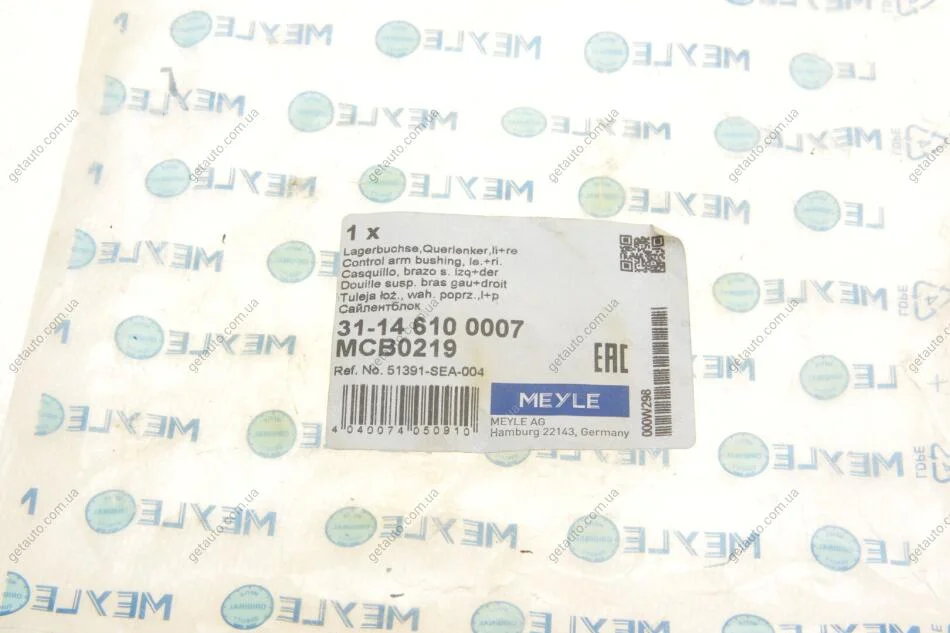 1 x
Lagerbuchse,Querlenker,li+re
Control arm bushing, le.+ri.
Casquillo, brazo s. izq+der
Douille susp. bras gau+droit
Tuleja łoż., wah. poprz.,l+p
Сайлентблок
31-14 610 0007
MCB0219
Ref. No. 51391-SEA-004
EAC
MEYLE
MEYLE AG
Hamburg 22143, Germany
4 040074 050910
000W298
MEYLE
ORIGINAL
LDPE
getauto.com.ua